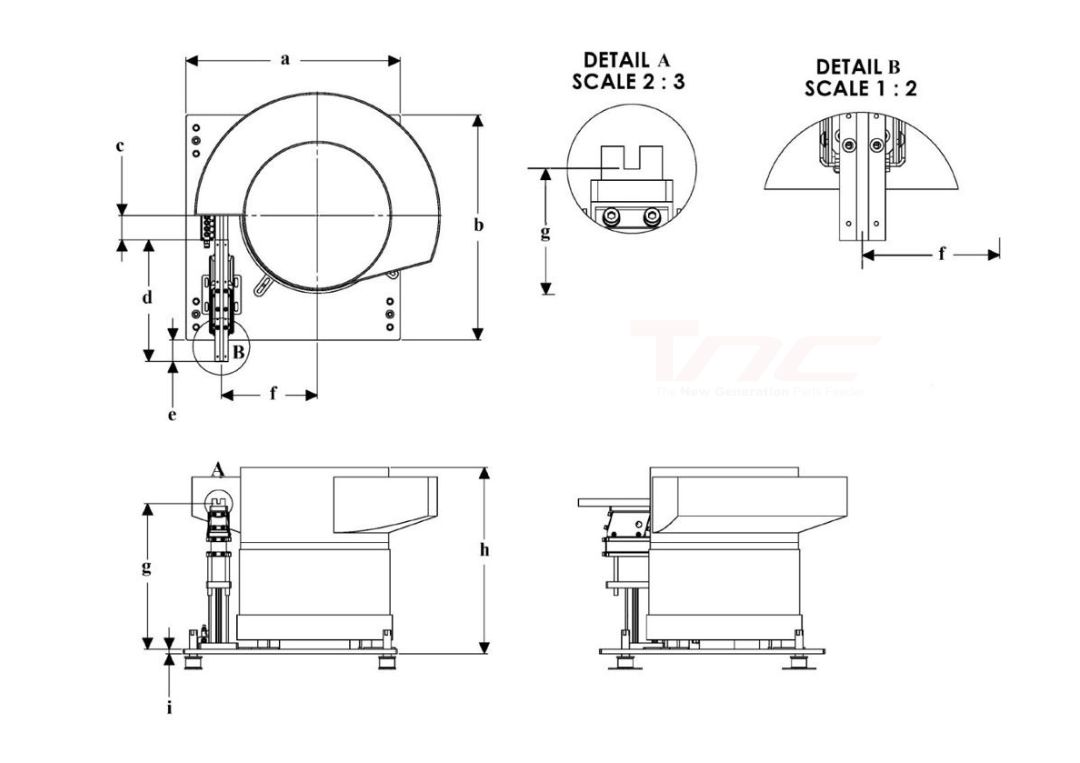 a
DETAIL A
SCALE 2 : 3
DETAIL B
SCALE 1 : 2
c
b
g
f
d
B
e
f
TNC
The New Generation Parts Feeder
A
g
h
i